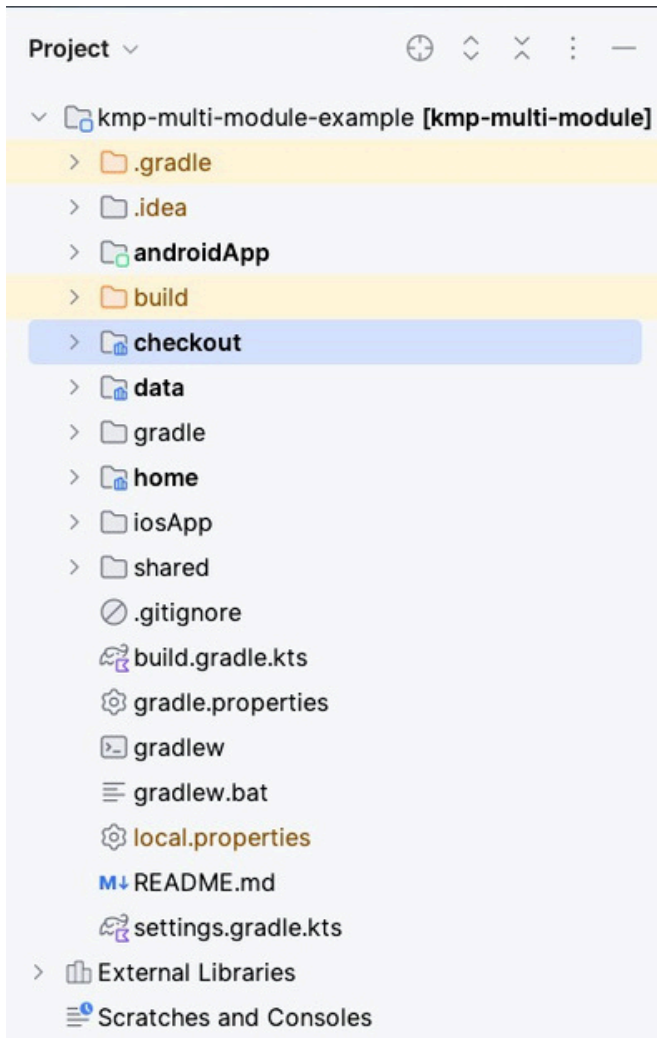 Project
kmp-multi-module-example [kmp-multi-module]
.gradle
.idea
androidApp
build
checkout
data
gradle
home
iosApp
shared
.gitignore
build.gradle.kts
gradle.properties
gradlew
gradlew.bat
local.properties
M↓ README.md
settings.gradle.kts
External Libraries
Scratches and Consoles